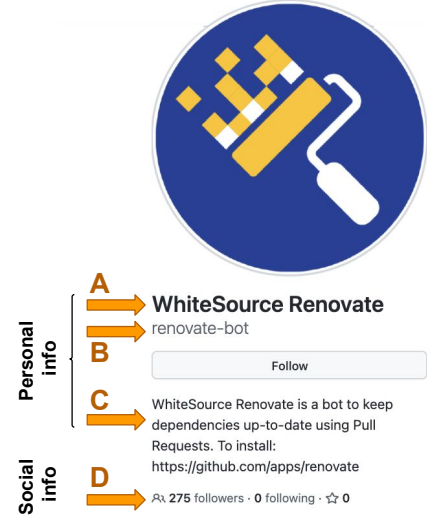 A
WhiteSource Renovate
renovate-bot
B
Follow
Personal
info
C
WhiteSource Renovate is a bot to keep
dependencies up-to-date using Pull
Requests. To install:
https://github.com/apps/renovate
Social
info
D
275 followers · 0 following · 0